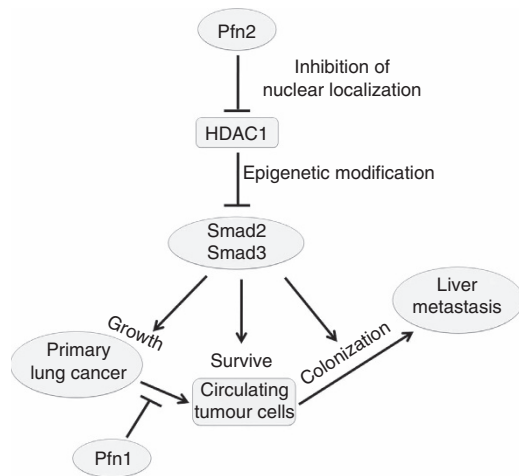 Pfn2
Inhibition of
nuclear localization
HDAC1
Epigenetic modification
Smad2
Smad3
Liver
metastasis
Growth
Colonization
Primary
lung cancer
Survive
Circulating
tumour cells
Pfn1